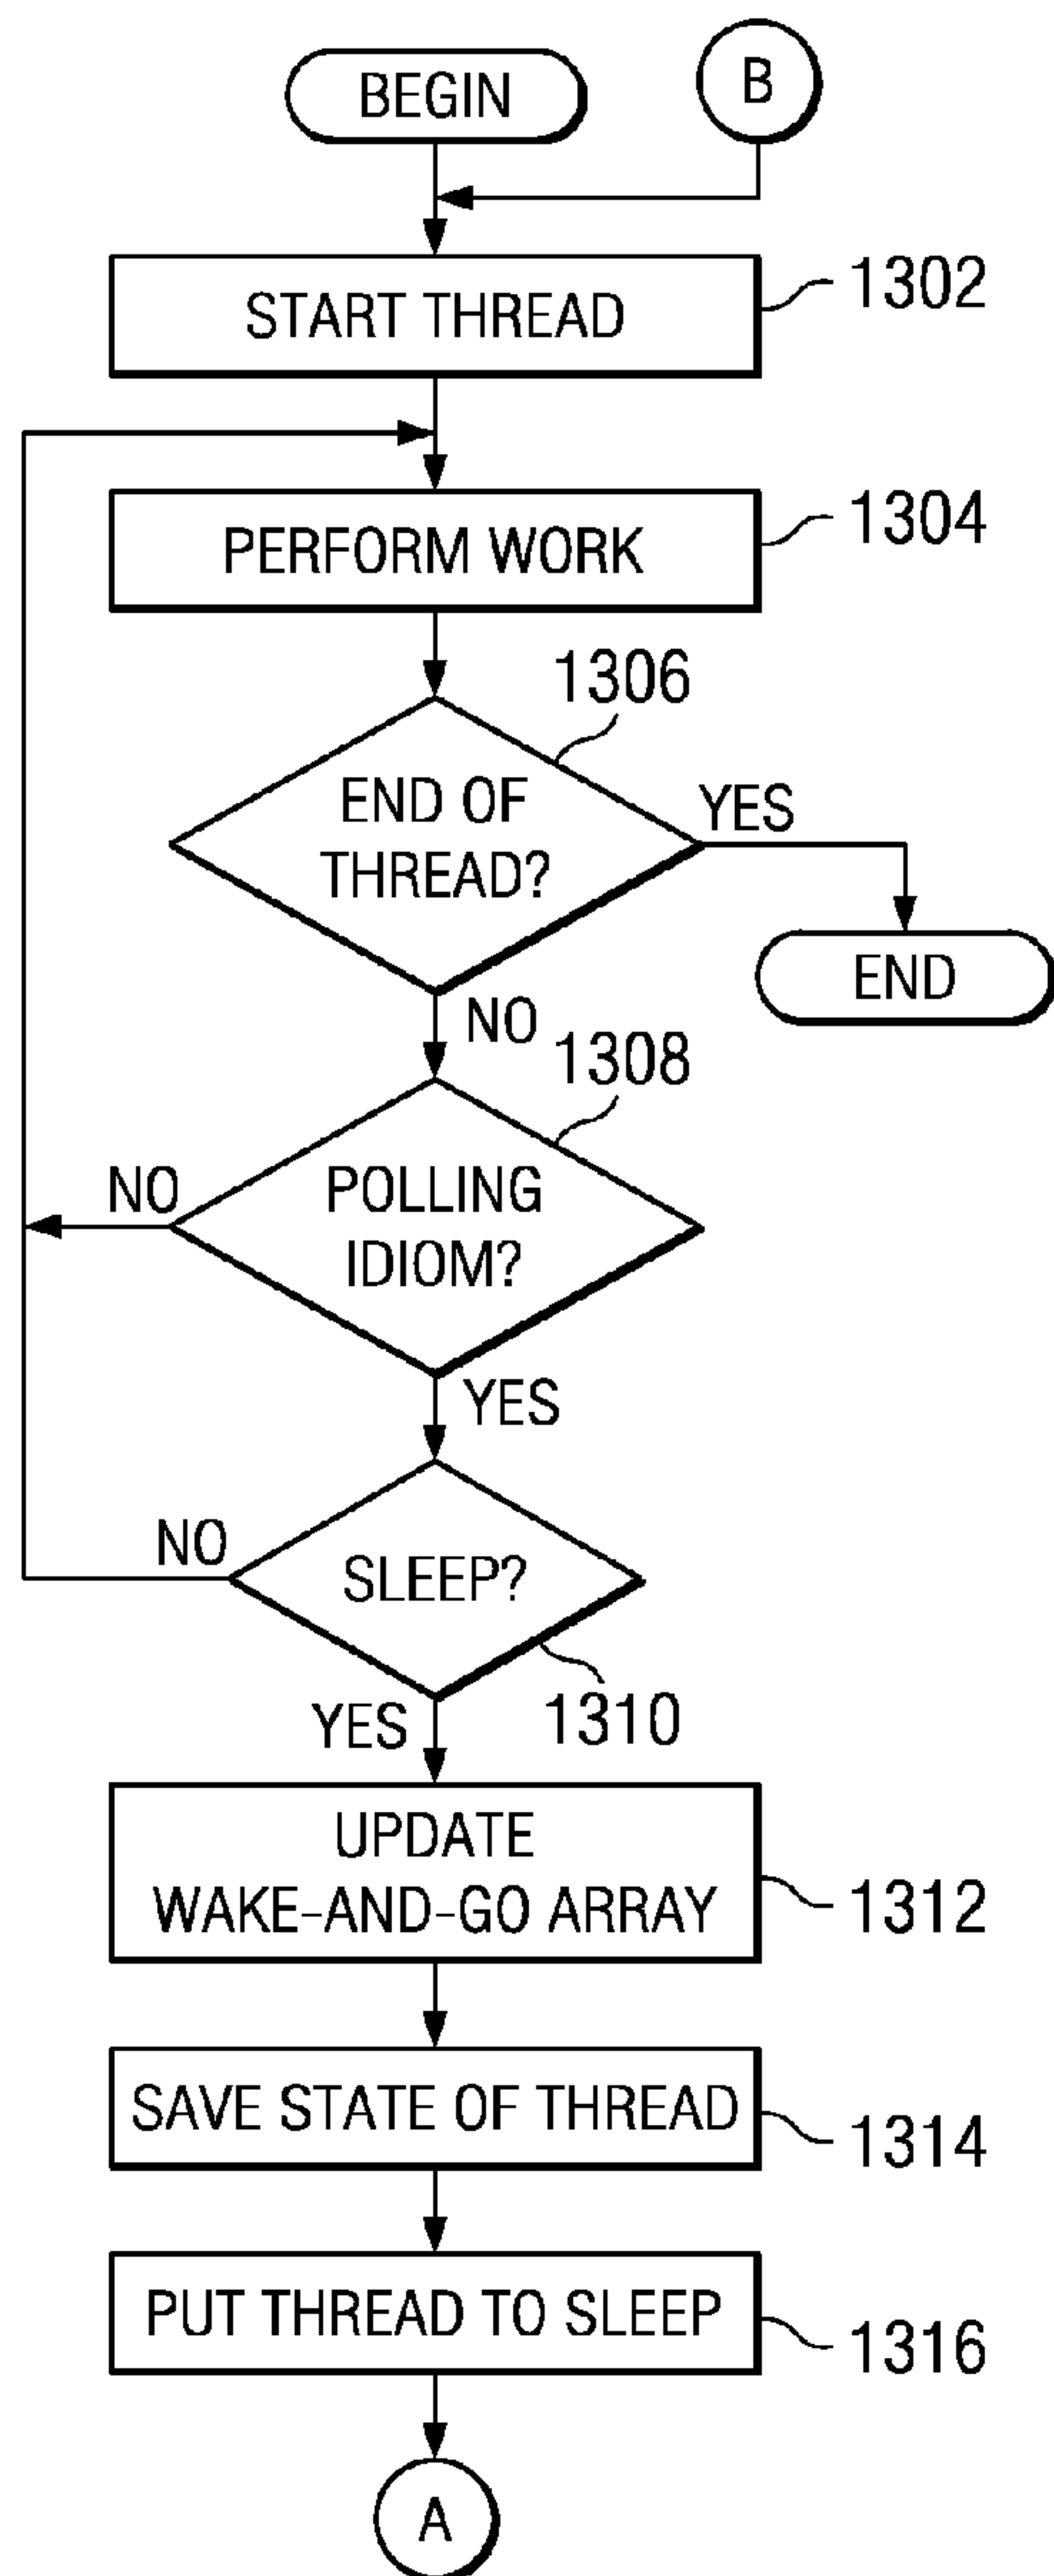 BEGIN
B
START THREAD
1302
PERFORM WORK
1304
1306
END OF
THREAD?
YES
END
NO
1308
NO
POLLING
IDIOM?
YES
NO
SLEEP?
YES
1310
UPDATE
WAKE-AND-GO ARRAY
1312
SAVE STATE OF THREAD
1314
PUT THREAD TO SLEEP
1316
A